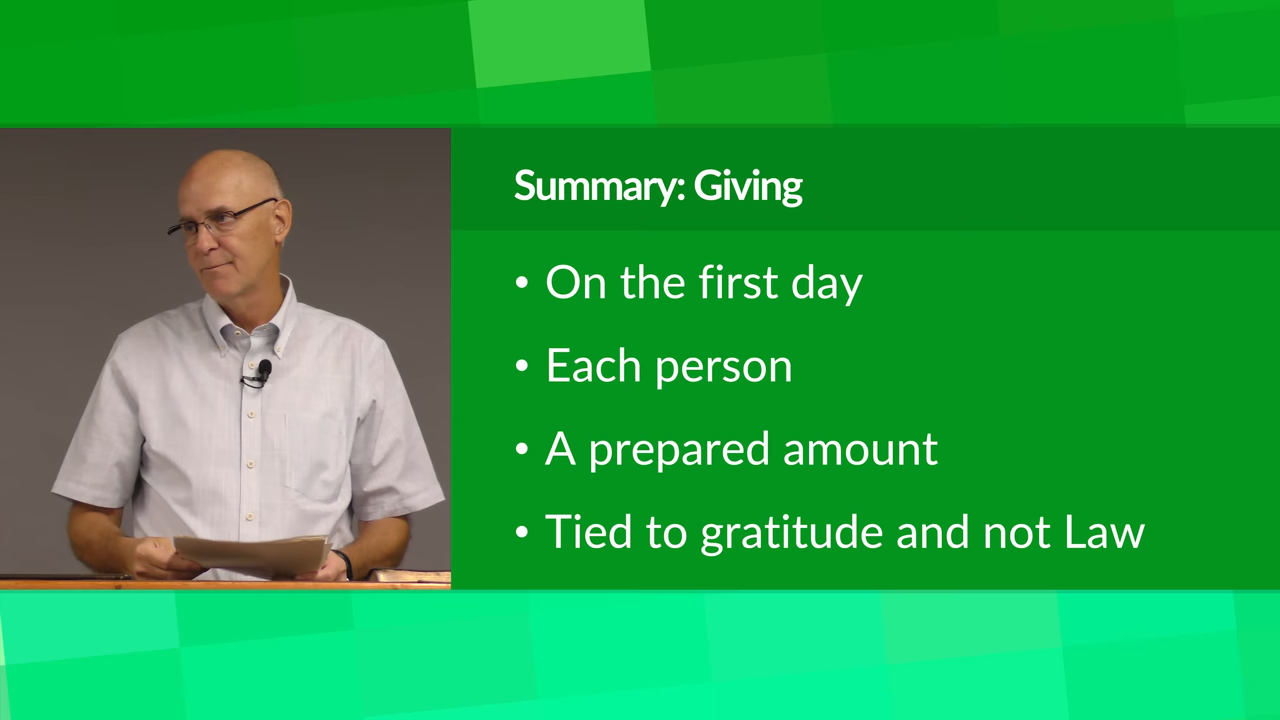 Summary: Giving
• On the first day
• Each person
• A prepared amount
• Tied to gratitude and not Law